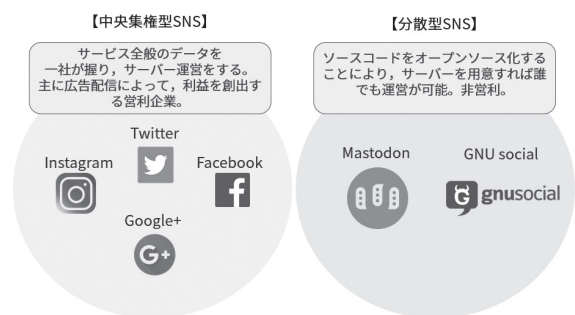 【中央集権型SNS】
サービス全般のデータを
一社が握り，サーバー運営をする。
主に広告配信によって，利益を創出す
る営利企業。
Twitter
Instagram
Facebook
Google+
G+
【分散型SNS】
ソースコードをオープンソース化する
ことにより，サーバーを用意すれば誰
でも運営が可能。非営利。
Mastodon
GNU social
gnusocial